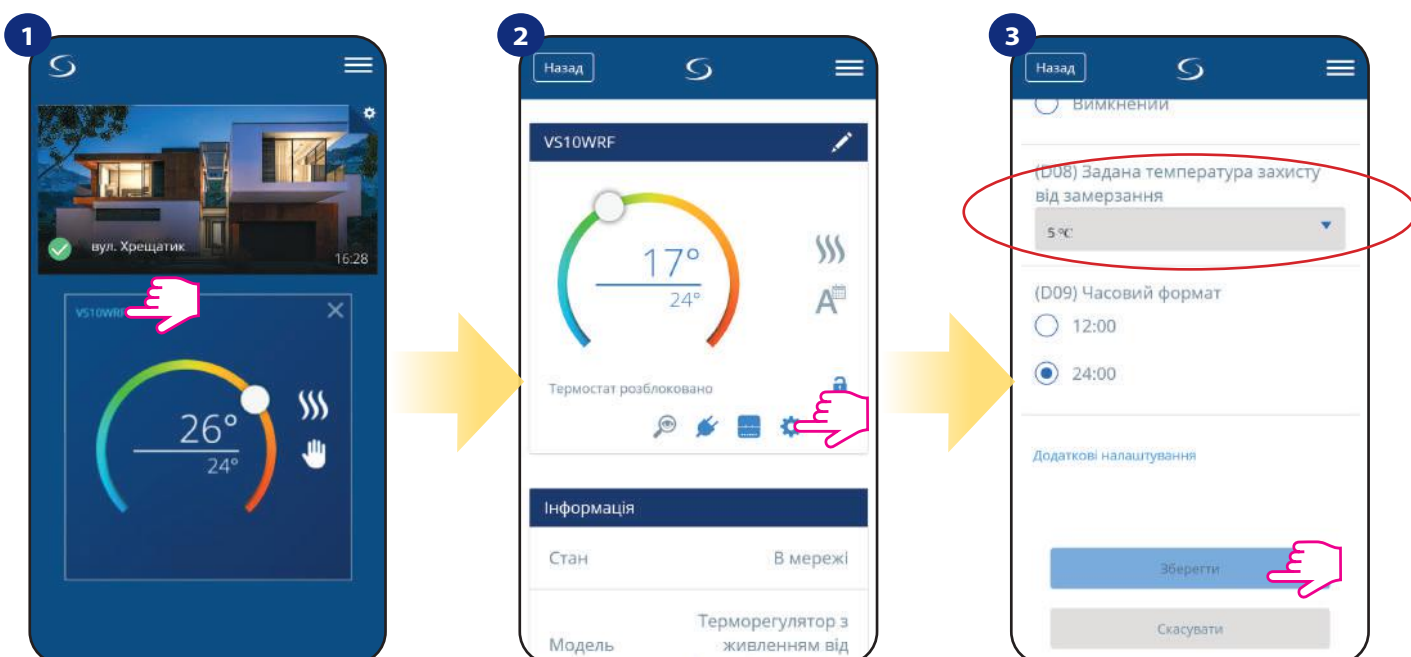 1
вул. Хрещатик
16:28
VS10WRF
26°
24°
2
Назад
VS10WRF
17°
24°
A
Термостат розблоковано
Інформація
Стан
В мережі
Модель
Терморегулятор з
живленням від
3
Назад
Вимкнений
(D08) Задана температура захисту
від замерзання
5 °C
(D09) Часовий формат
12:00
24:00
Додаткові налаштування
Зберегти
Скасувати